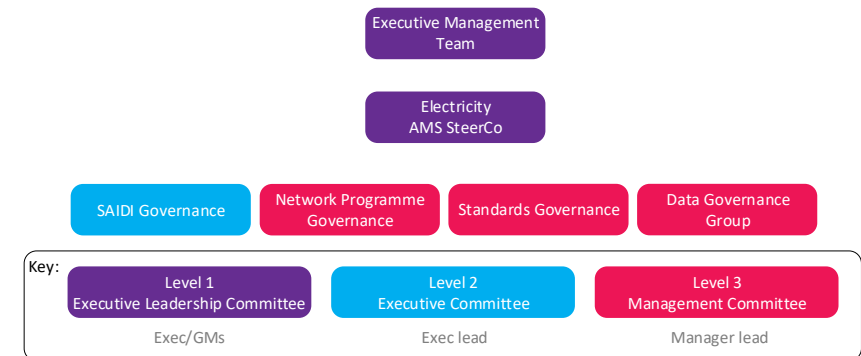 Executive Management
Team
Electricity
AMS SteerCo
SAIDI Governance
Network Programme
Governance
Standards Governance
Data Governance
Group
Key:
Level 1
Executive Leadership Committee
Level 2
Executive Committee
Level 3
Management Committee
Exec/GMs
Exec lead
Manager lead